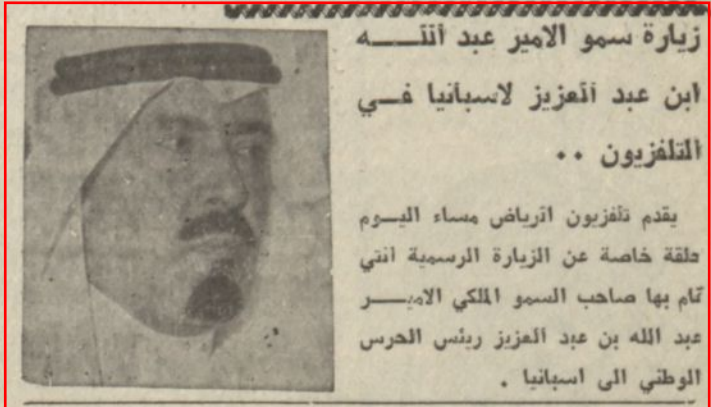 زيارة سمو الامير عبد الله
ابن عبد العزيز لاسبانيا في
التلفزيون ..
يقدم تلفزيون الرياض مساء اليوم
حلقة خاصة عن الزيارة الرسمية التي
قام بها صاحب السمو الملكي الامير
عبد الله بن عبد العزيز رئيس الحرس
الوطني الى اسبانيا .